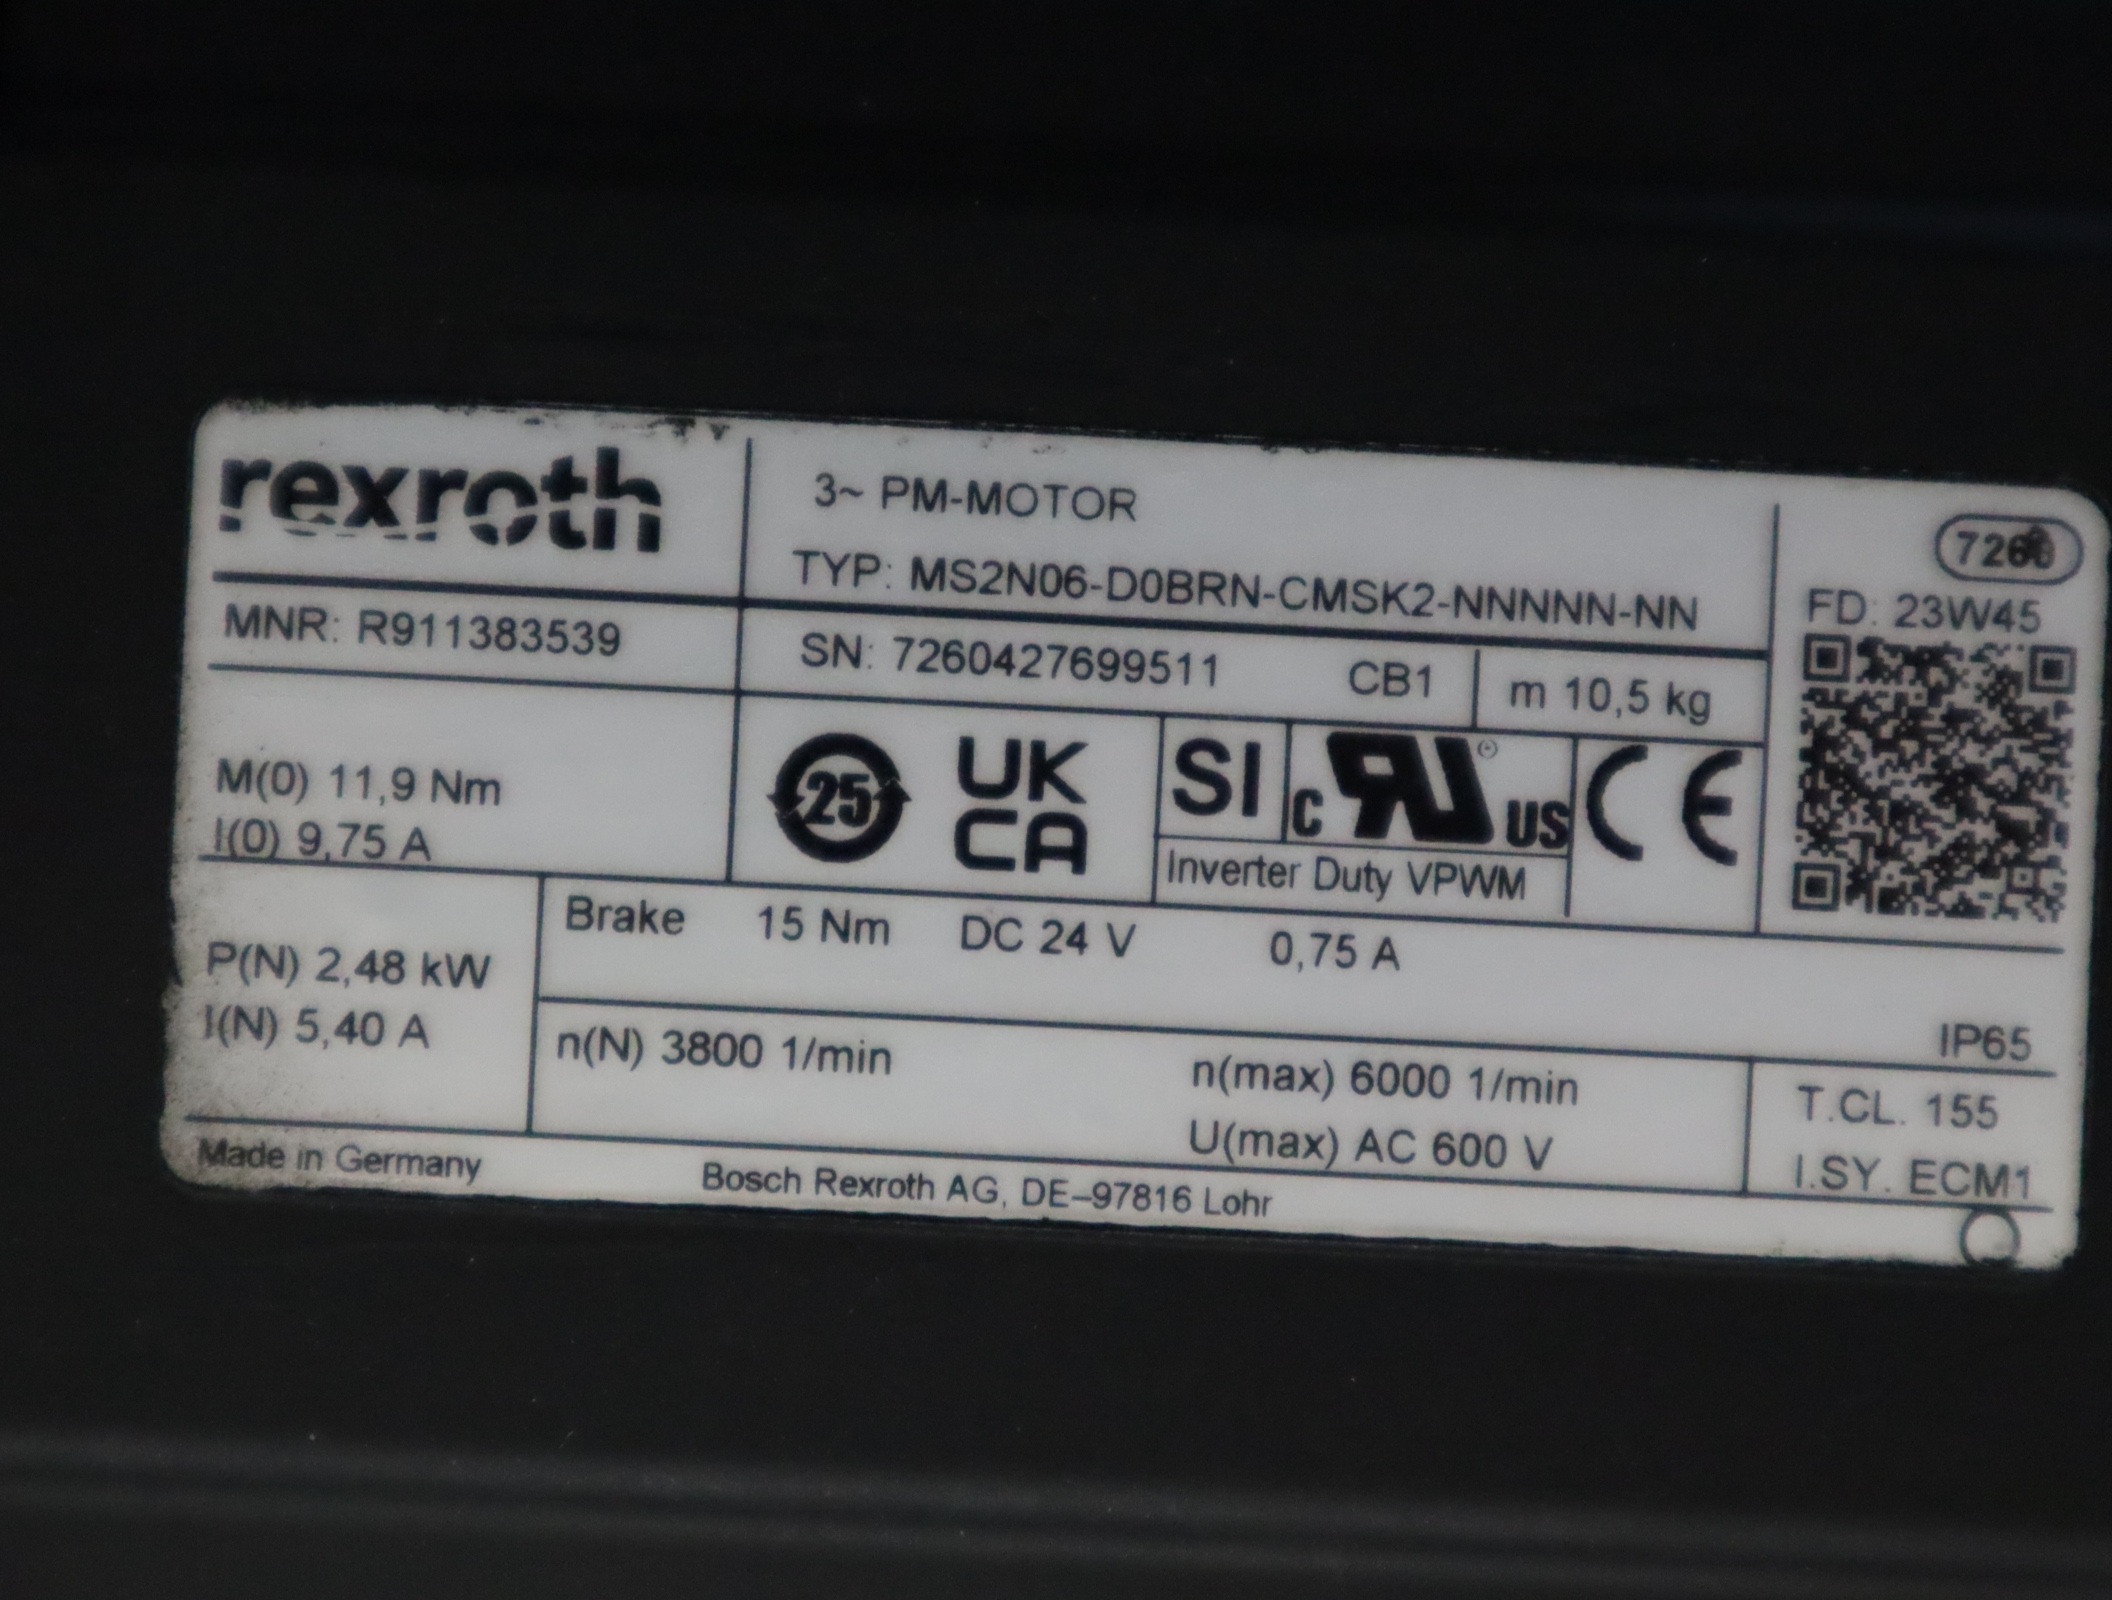 rexroth
3~ PM-MOTOR
TYP: MS2N06-D0BRN-CMSK2-NNNNN-NN
7260
FD: 23W45
MNR: R911383539
SN: 7260427699511
CB1
m 10,5 kg
M(0) 11,9 Nm
I(0) 9,75 A
25
UK
CA
SI
c RU ® US
CE
Inverter Duty VPWM
P(N) 2,48 kW
I(N) 5,40 A
Brake 15 Nm DC 24 V 0,75 A
IP65
n(N) 3800 1/min
n(max) 6000 1/min
U(max) AC 600 V
T.CL. 155
I.SY. ECM1
Made in Germany
Bosch Rexroth AG, DE–97816 Lohr
Q